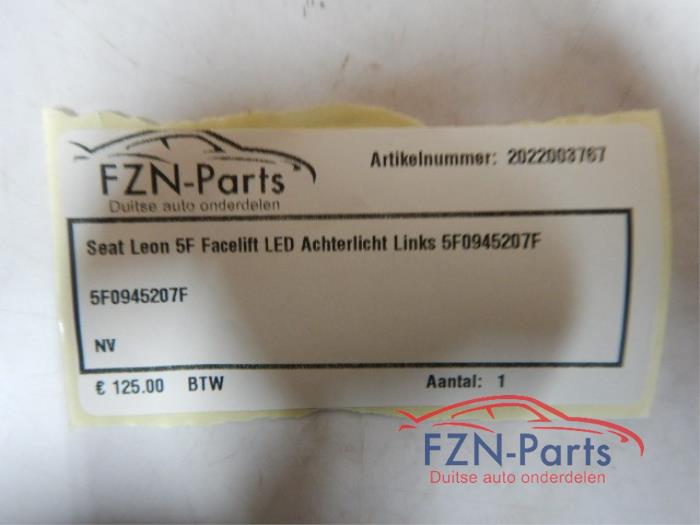 FZN-Parts
Duitse auto onderdelen
Artikelnummer: 2022003767
Seat Leon 5F Facelift LED Achterlicht Links 5F0945207F
5F0945207F
NV
€ 125.00 BTW
Aantal: 1
FZN-Parts
Duitse auto onderdelen